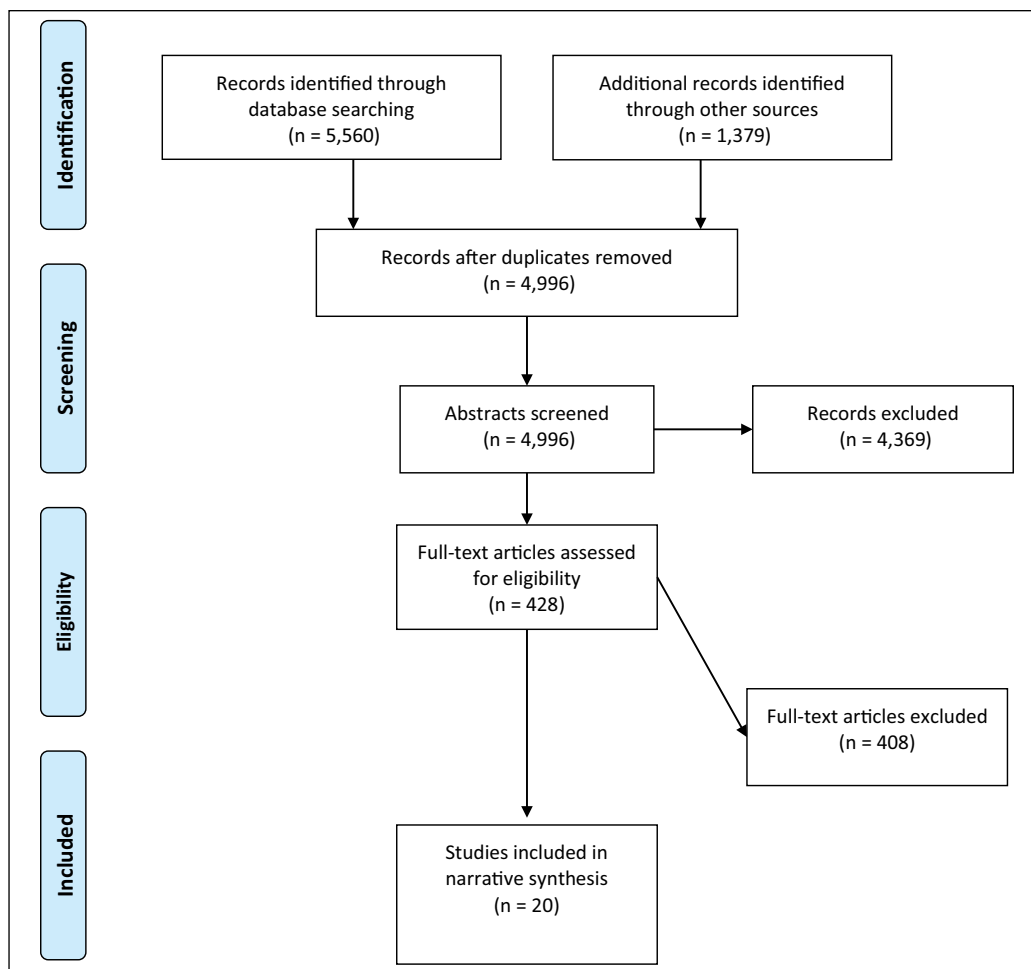 Identification
Records identified through
database searching
(n = 5,560)
Additional records identified
through other sources
(n = 1,379)
Screening
Records after duplicates removed
(n = 4,996)
Abstracts screened
(n = 4,996)
Records excluded
(n = 4,369)
Eligibility
Full-text articles assessed
for eligibility
(n = 428)
Full-text articles excluded
(n = 408)
Included
Studies included in
narrative synthesis
(n = 20)